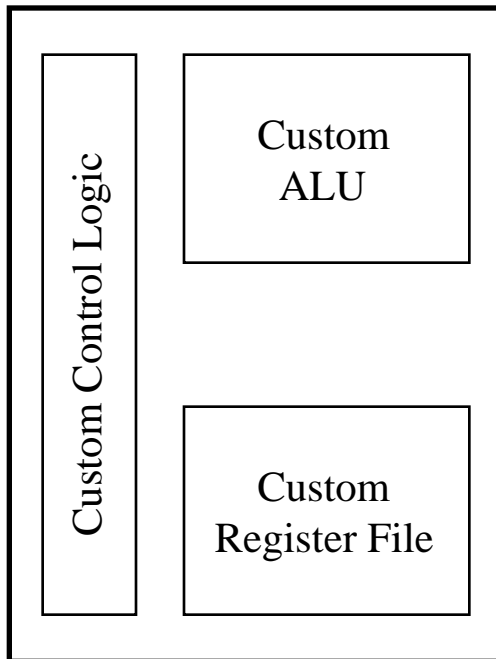 Custom Control Logic
Custom
ALU
Custom
Register File